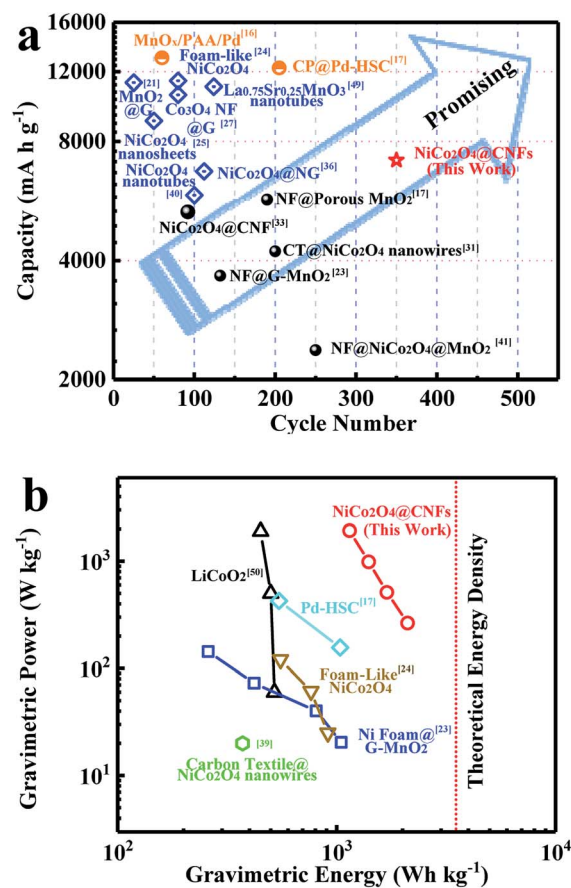 a
16000
12000
8000
4000
2000
Capacity (mA h g⁻¹)
MnOₓ/PAA/Pd[16]
Foam-like[24]
NiCo₂O₄
CP@Pd-HSC[17]
[21]
MnO₂
@G
Co₃O₄ NF
@G [27]
La₀.₇₅Sr₀.₂₅MnO₃[49]
nanotubes
Promising
NiCo₂O₄ [25]
nanosheets
NiCo₂O₄
nanotubes
[40]
NiCo₂O₄@NG[36]
NiCo₂O₄@CNFs
(This Work)
NF@Porous MnO₂[17]
NiCo₂O₄@CNF[33]
CT@NiCo₂O₄ nanowires[31]
NF@G-MnO₂[23]
NF@NiCo₂O₄@MnO₂ [41]
0 100 200 300 400 500
Cycle Number
b
10³
10²
10¹
Gravimetric Power (W kg⁻¹)
NiCo₂O₄@CNFs
(This Work)
LiCoO₂[50]
Pd-HSC[17]
Foam-Like[24]
NiCo₂O₄
Ni Foam@[23]
G-MnO₂
[39]
Carbon Textile@
NiCo₂O₄ nanowires
Theoretical Energy Density
10² 10³ 10⁴
Gravimetric Energy (Wh kg⁻¹)